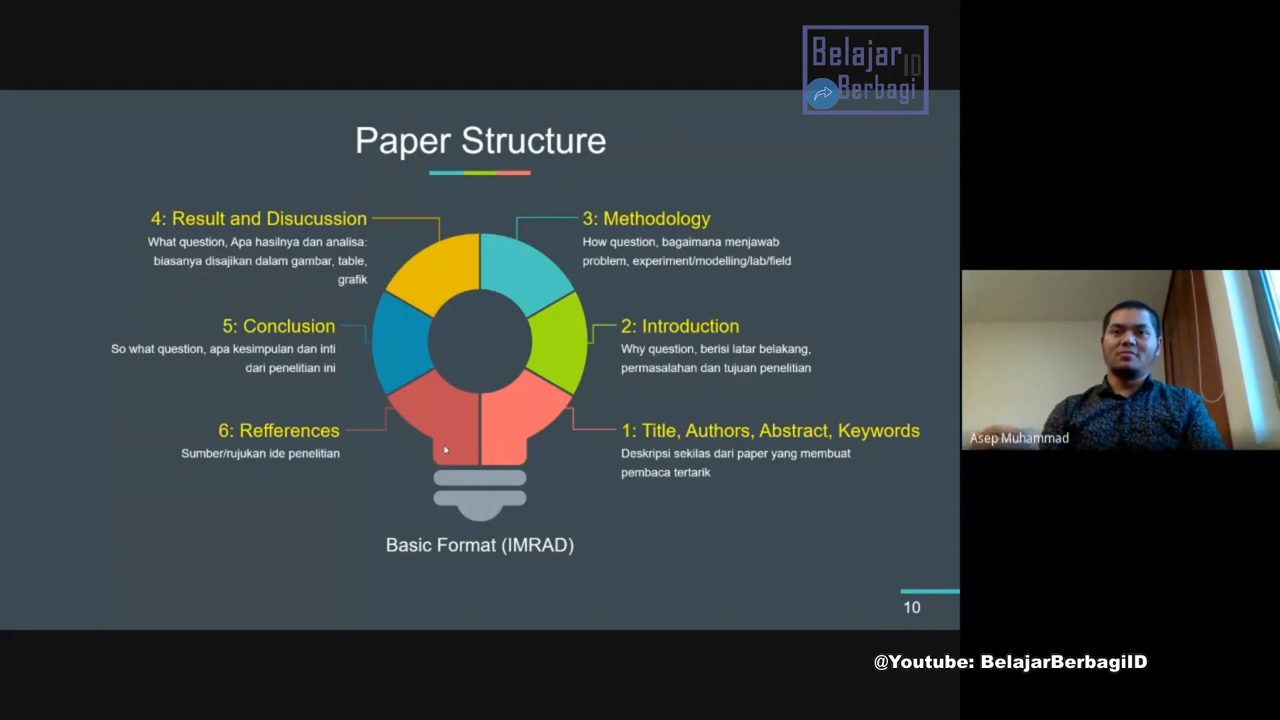 Belajar
ID
Berbagi
Paper Structure
4: Result and Disucussion
What question, Apa hasilnya dan analisa:
biasanya disajikan dalam gambar, table,
grafik
3: Methodology
How question, bagaimana menjawab
problem, experiment/modelling/lab/field
5: Conclusion
So what question, apa kesimpulan dan inti
dari penelitian ini
2: Introduction
Why question, berisi latar belakang,
permasalahan dan tujuan penelitian
6: Refferences
Sumber/rujukan ide penelitian
1: Title, Authors, Abstract, Keywords
Deskripsi sekilas dari paper yang membuat
pembaca tertarik
Basic Format (IMRAD)
10
Asep Muhammad
@Youtube: BelajarBerbagiID